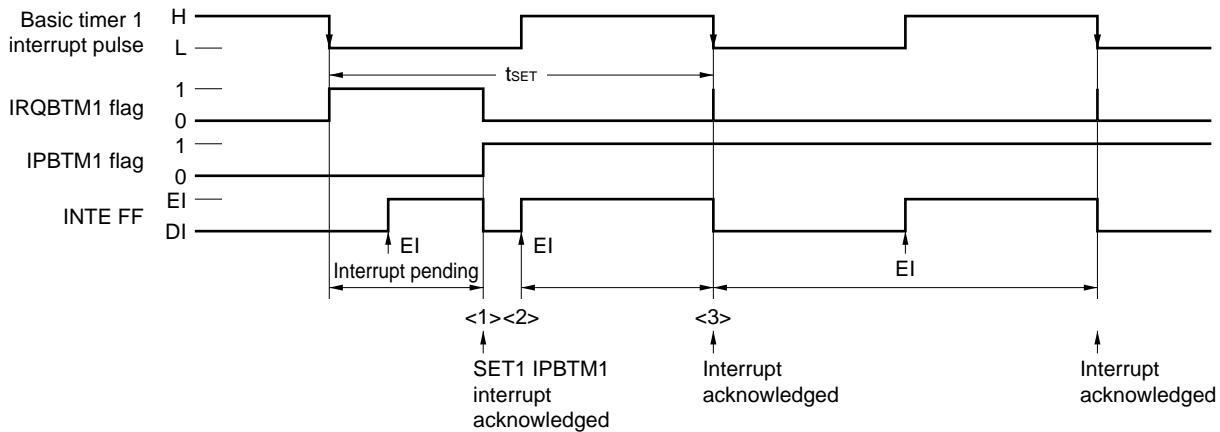 Basic timer 1
interrupt pulse
H
L
tSET
IRQBTM1 flag
1
0
IPBTM1 flag
1
0
INTE FF
EI
DI
EI
EI
EI
Interrupt pending
<1> <2> <3>
SET1 IPBTM1
interrupt
acknowledged
Interrupt
acknowledged
Interrupt
acknowledged